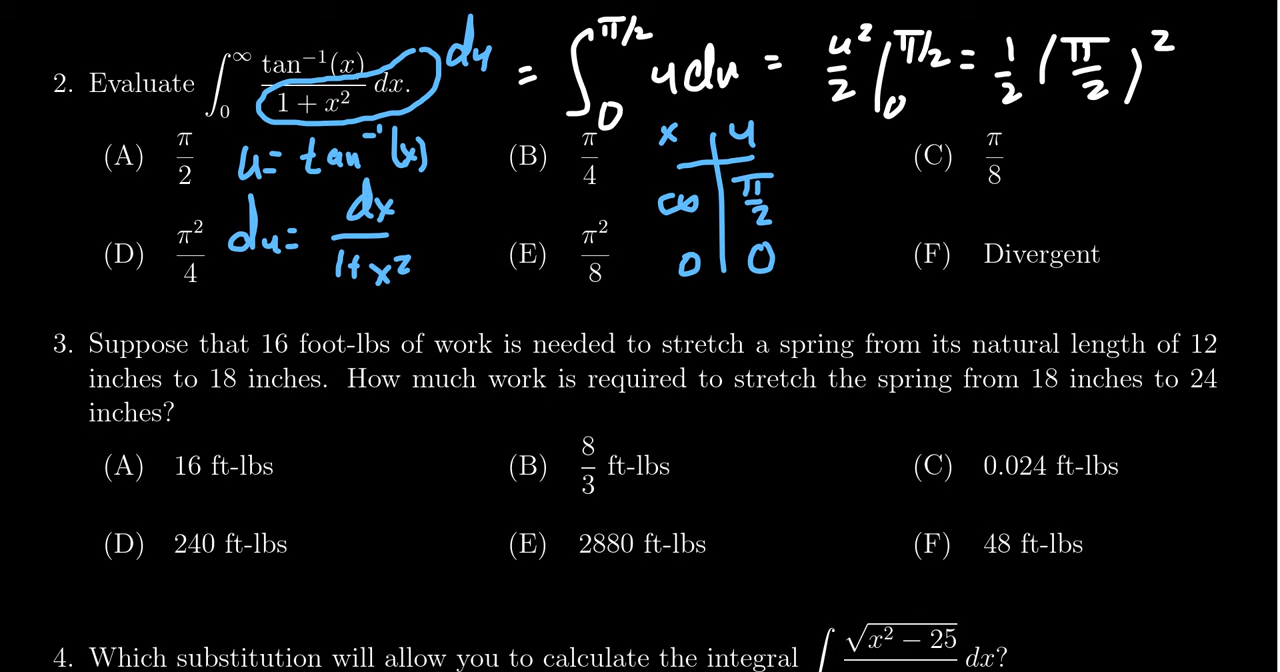 2. Evaluate ∫₀^∞ tan⁻¹(x)/(1 + x²) dx. du = ∫₀^{π/2} u du = u²/2 |₀^{π/2} = 1/2 (π/2)²
(A) π/2 (B) π/4 (C) π/8
u = tan⁻¹(x)
x | u
∞ | π/2
0 | 0
du = dx/(1+x²)
(D) π²/4 (E) π²/8 (F) Divergent
3. Suppose that 16 foot-lbs of work is needed to stretch a spring from its natural length of 12
inches to 18 inches. How much work is required to stretch the spring from 18 inches to 24
inches?
(A) 16 ft-lbs (B) 8/3 ft-lbs (C) 0.024 ft-lbs
(D) 240 ft-lbs (E) 2880 ft-lbs (F) 48 ft-lbs
4. Which substitution will allow you to calculate the integral ∫ √(x² − 25) dx?